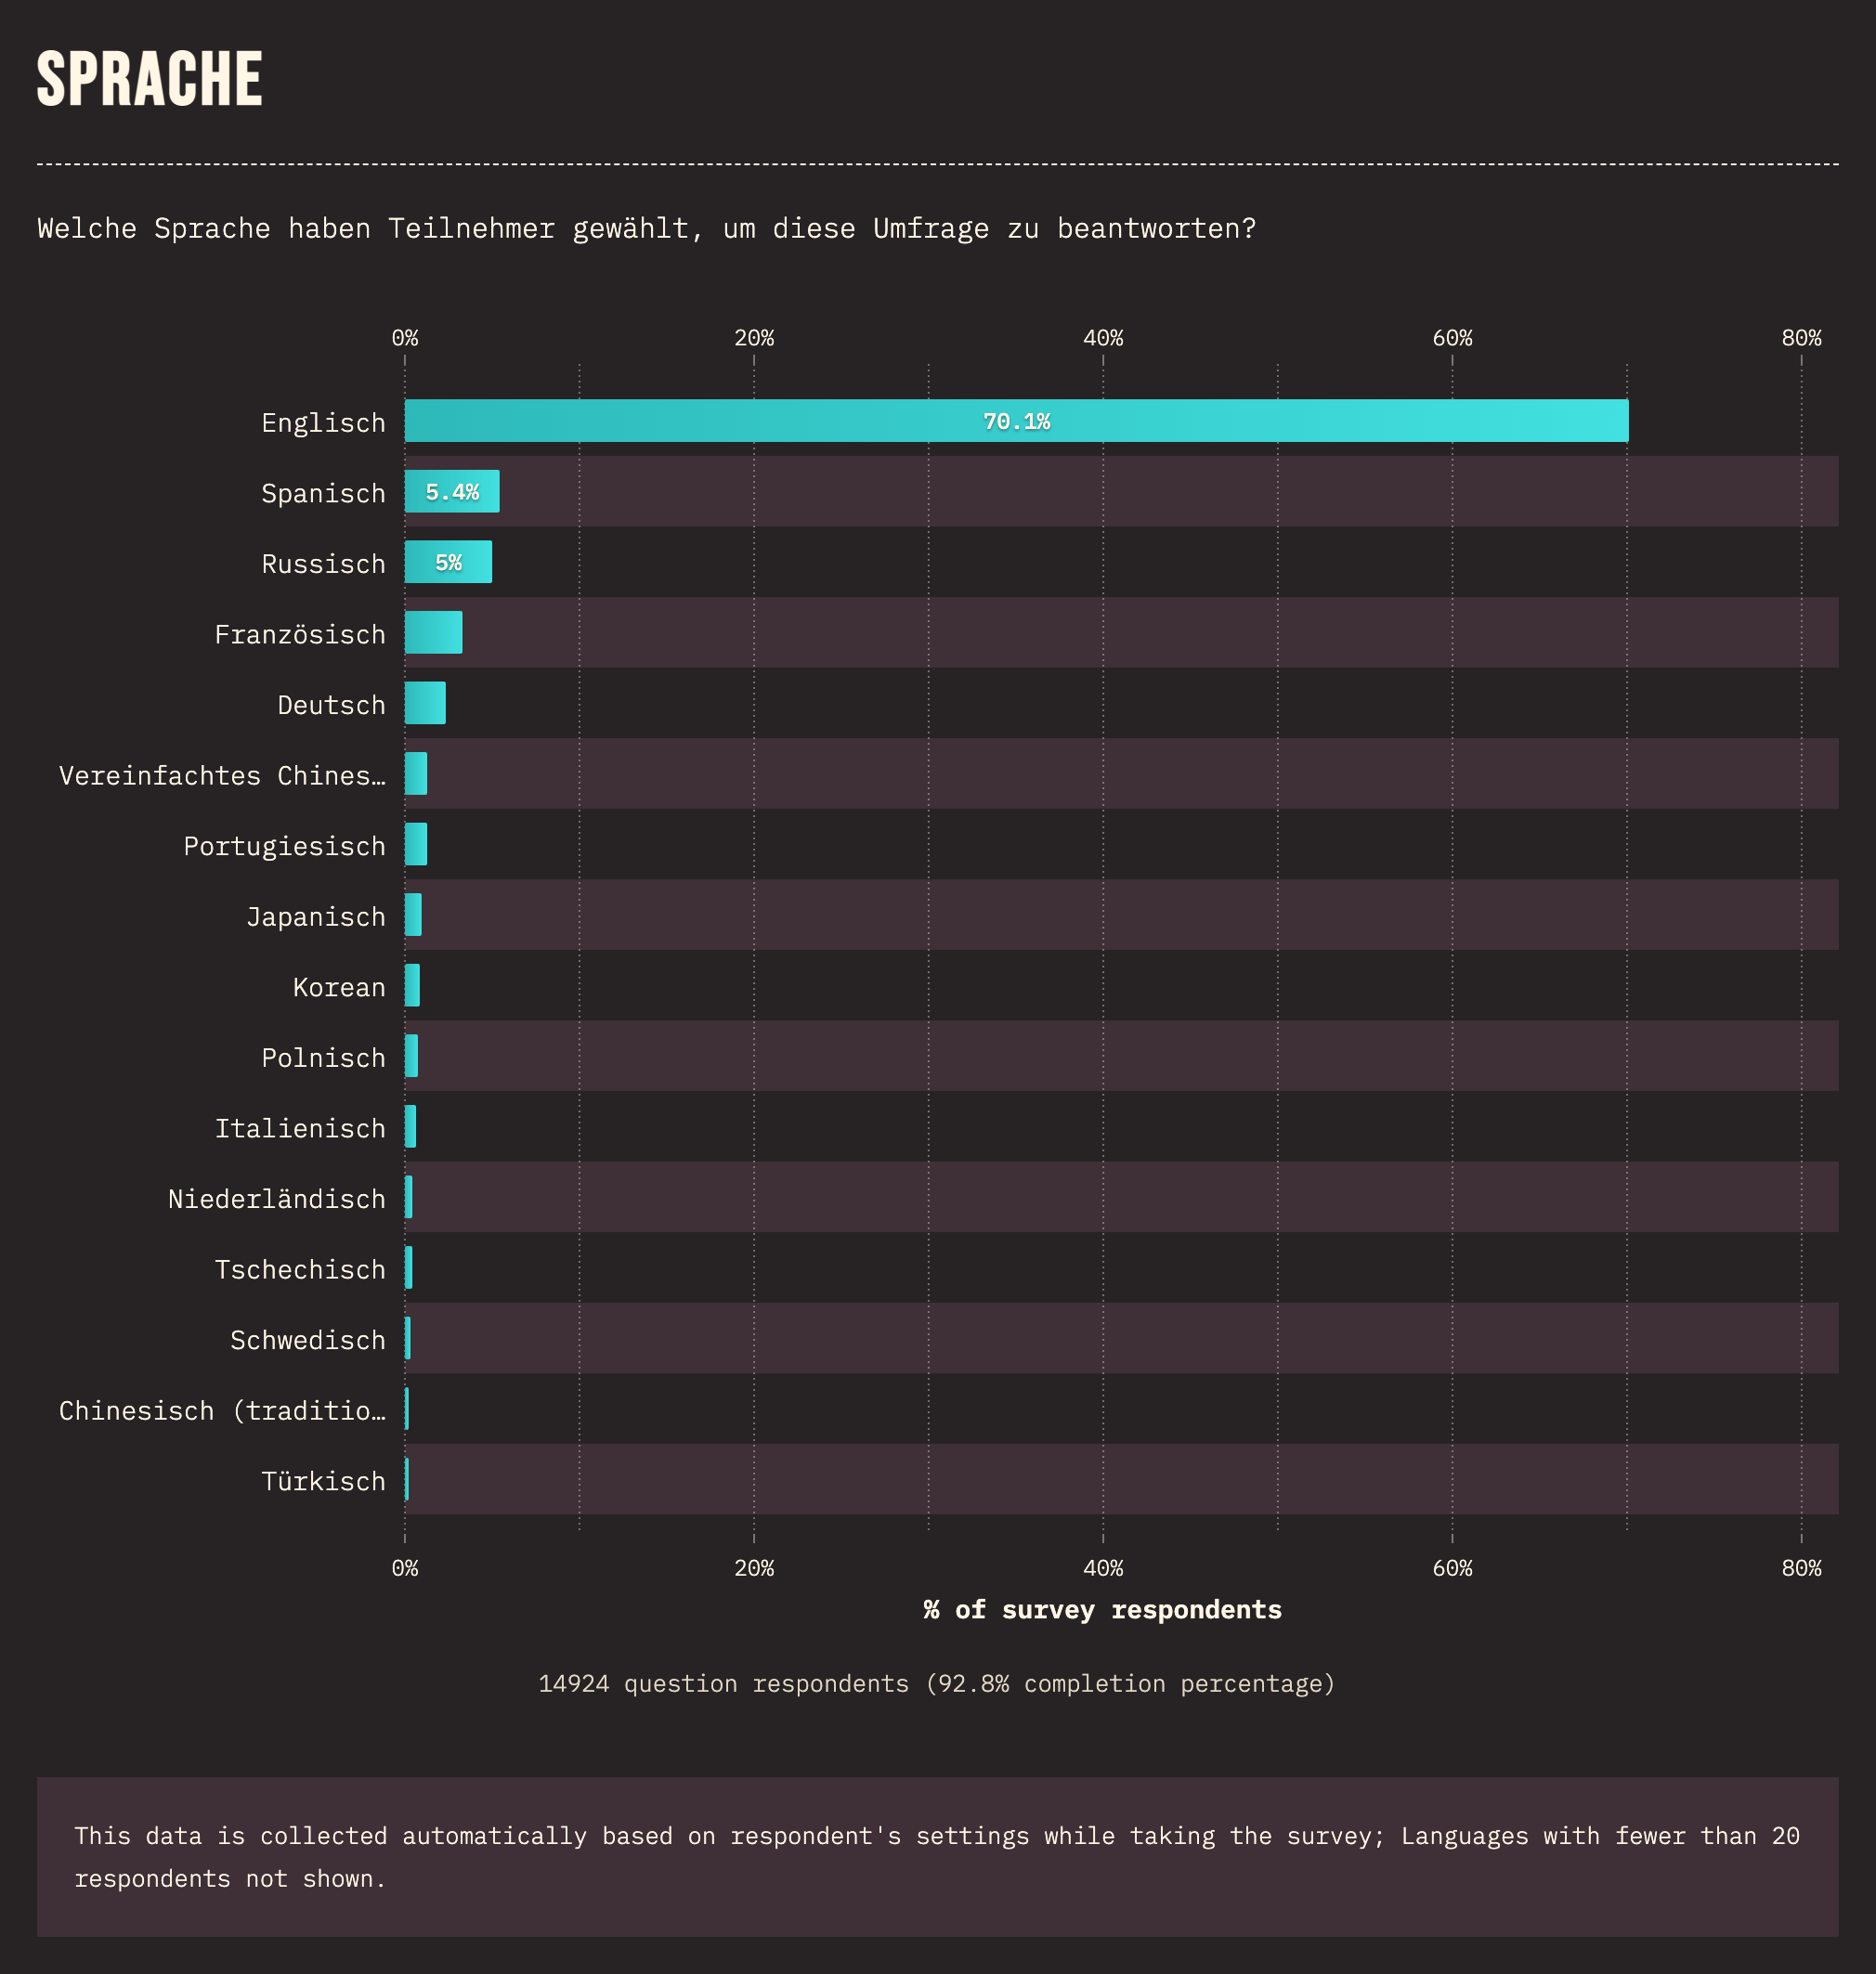 SPRACHE
Welche Sprache haben Teilnehmer gewählt, um diese Umfrage zu beantworten?
0% 20% 40% 60% 80%
Englisch 70.1%
Spanisch 5.4%
Russisch 5%
Französisch
Deutsch
Vereinfachtes Chines…
Portugiesisch
Japanisch
Korean
Polnisch
Italienisch
Niederländisch
Tschechisch
Schwedisch
Chinesisch (traditio…
Türkisch
0% 20% 40% 60% 80%
% of survey respondents
14924 question respondents (92.8% completion percentage)
This data is collected automatically based on respondent's settings while taking the survey; Languages with fewer than 20
respondents not shown.